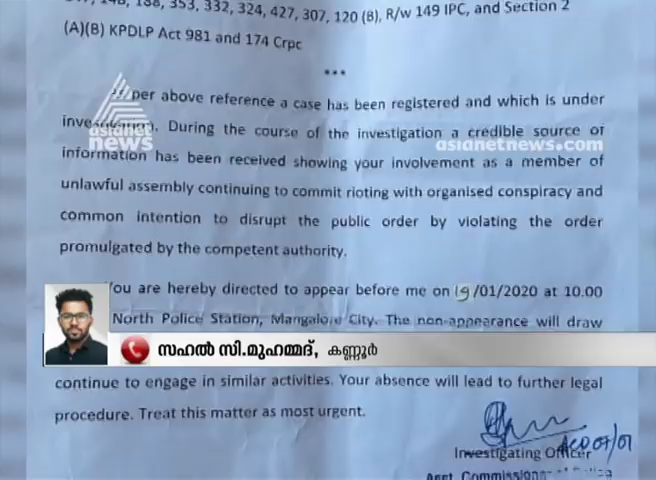 147, 148, 188, 353, 332, 324, 427, 307, 120 (B), R/w 149 IPC, and Section 2
(A)(B) KPDLP Act 981 and 174 Crpc
***
As per above reference a case has been registered and which is under
investigation. During the course of the investigation a credible source of
asianet news
asianetnews.com
information has been received showing your involvement as a member of
unlawful assembly continuing to commit rioting with organised conspiracy and
common intention to disrupt the public order by violating the order
promulgated by the competent authority.
You are hereby directed to appear before me on 19/01/2020 at 10.00
North Police Station, Mangalore City. The non-appearance will draw
സഹൽ സി.മുഹമ്മദ്, കണ്ണൂർ
continue to engage in similar activities. Your absence will lead to further legal
procedure. Treat this matter as most urgent.
Investigating Officer